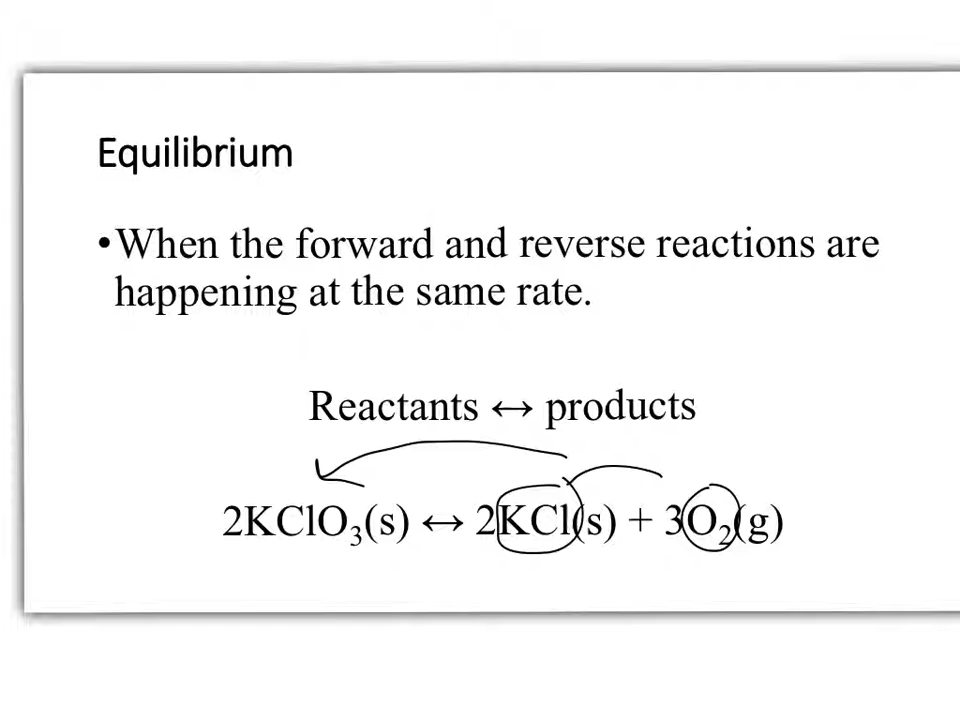 Equilibrium
•When the forward and reverse reactions are
happening at the same rate.
Reactants ↔ products
2KClO₃(s) ↔ 2KCl(s) + 3O₂(g)